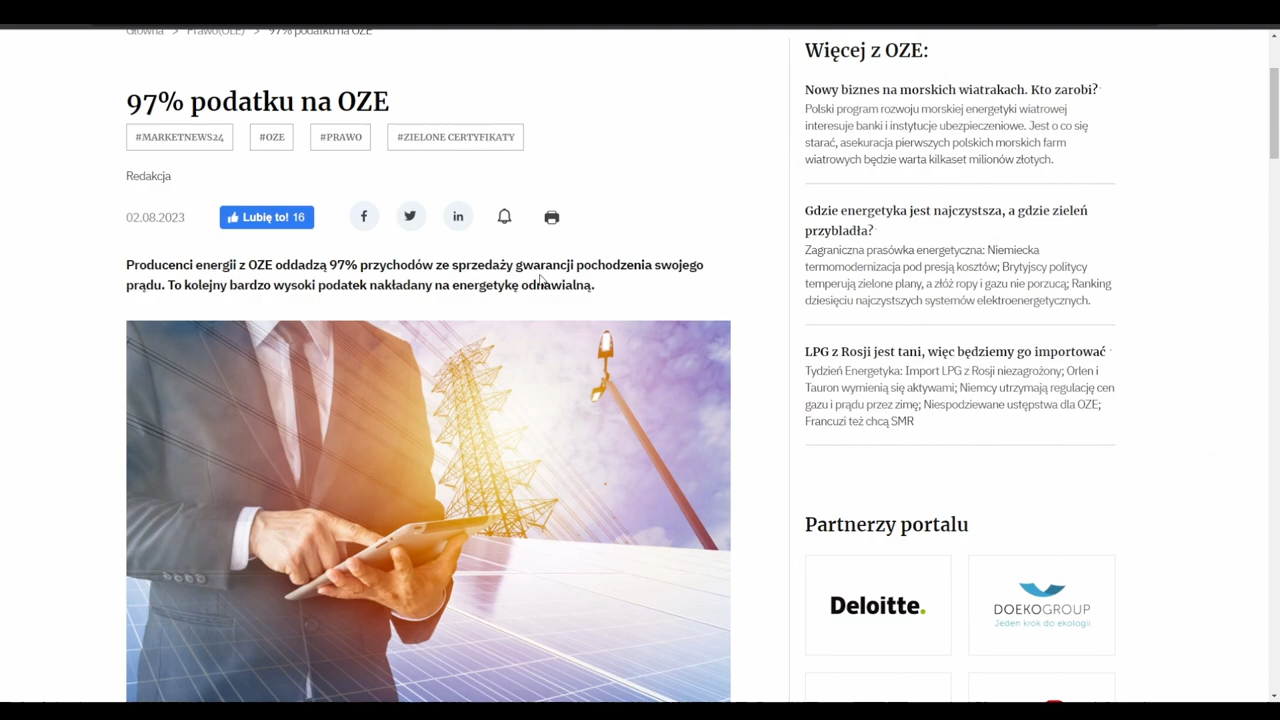 Główna > Prawo(OLE) > 97% podatku na OZE
97% podatku na OZE
#MARKETNEWS24 #OZE #PRAWO #ZIELONE CERTYFIKATY
Redakcja
02.08.2023 Lubię to! 16
Producenci energii z OZE oddadzą 97% przychodów ze sprzedaży gwarancji pochodzenia swojego
prądu. To kolejny bardzo wysoki podatek nakładany na energetykę odnawialną.
Więcej z OZE:
Nowy biznes na morskich wiatrakach. Kto zarobi?
Polski program rozwoju morskiej energetyki wiatrowej
interesuje banki i instytucje ubezpieczeniowe. Jest o co się
starać, asekuracja pierwszych polskich morskich farm
wiatrowych będzie warta kilkaset milionów złotych.
Gdzie energetyka jest najczystsza, a gdzie zieleń
przybladła?
Zagraniczna prasówka energetyczna: Niemiecka
termomodernizacja pod presją kosztów; Brytyjscy politycy
temperują zielone plany, a złóż ropy i gazu nie porzucą; Ranking
dziesięciu najczystszych systemów elektroenergetycznych.
LPG z Rosji jest tani, więc będziemy go importować
Tydzień Energetyka: Import LPG z Rosji niezagrożony; Orlen i
Tauron wymienią się aktywami; Niemcy utrzymają regulację cen
gazu i prądu przez zimę; Niespodziewane ustępstwa dla OZE;
Francuzi też chcą SMR
Partnerzy portalu
Deloitte.
DOEKOGROUP
Jeden krok do ekologii